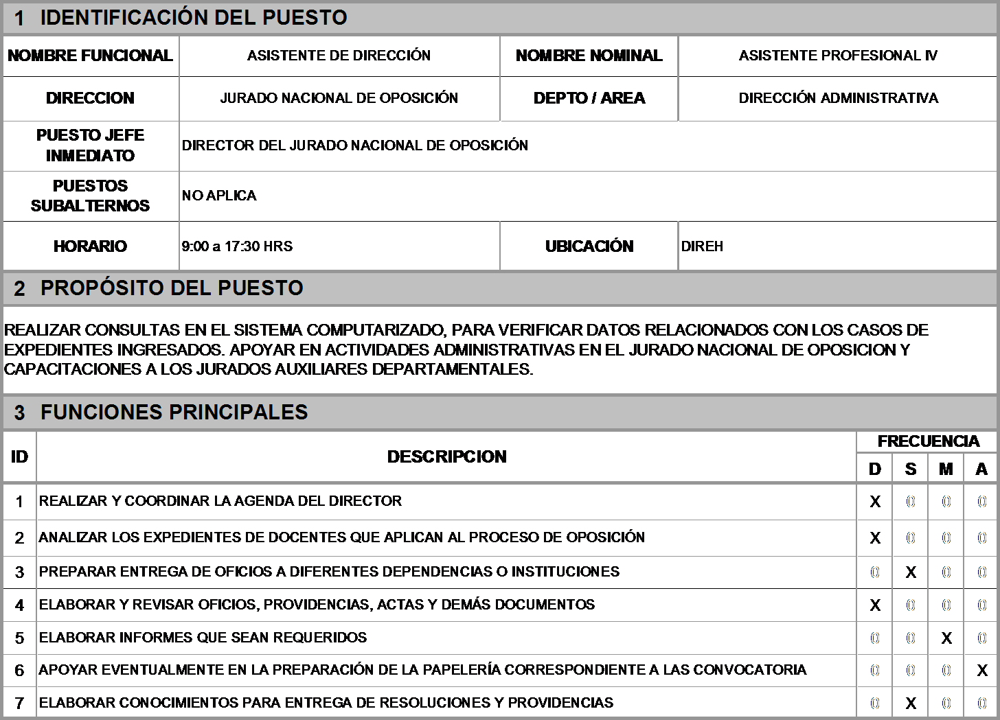 1 IDENTIFICACIÓN DEL PUESTO
NOMBRE FUNCIONAL ASISTENTE DE DIRECCIÓN NOMBRE NOMINAL ASISTENTE PROFESIONAL IV
DIRECCION JURADO NACIONAL DE OPOSICIÓN DEPTO / AREA DIRECCIÓN ADMINISTRATIVA
PUESTO JEFE
INMEDIATO
DIRECTOR DEL JURADO NACIONAL DE OPOSICIÓN
PUESTOS
SUBALTERNOS
NO APLICA
HORARIO 9:00 a 17:30 HRS UBICACIÓN DIREH
2 PROPÓSITO DEL PUESTO
REALIZAR CONSULTAS EN EL SISTEMA COMPUTARIZADO, PARA VERIFICAR DATOS RELACIONADOS CON LOS CASOS DE
EXPEDIENTES INGRESADOS. APOYAR EN ACTIVIDADES ADMINISTRATIVAS EN EL JURADO NACIONAL DE OPOSICION Y
CAPACITACIONES A LOS JURADOS AUXILIARES DEPARTAMENTALES.
3 FUNCIONES PRINCIPALES
ID DESCRIPCION FRECUENCIA
D S M A
1 REALIZAR Y COORDINAR LA AGENDA DEL DIRECTOR X 0 0 0
2 ANALIZAR LOS EXPEDIENTES DE DOCENTES QUE APLICAN AL PROCESO DE OPOSICIÓN X 0 0 0
3 PREPARAR ENTREGA DE OFICIOS A DIFERENTES DEPENDENCIAS O INSTITUCIONES 0 X 0 0
4 ELABORAR Y REVISAR OFICIOS, PROVIDENCIAS, ACTAS Y DEMÁS DOCUMENTOS X 0 0 0
5 ELABORAR INFORMES QUE SEAN REQUERIDOS 0 0 X 0
6 APOYAR EVENTUALMENTE EN LA PREPARACIÓN DE LA PAPELERÍA CORRESPONDIENTE A LAS CONVOCATORIA 0 0 0 X
7 ELABORAR CONOCIMIENTOS PARA ENTREGA DE RESOLUCIONES Y PROVIDENCIAS 0 X 0 0